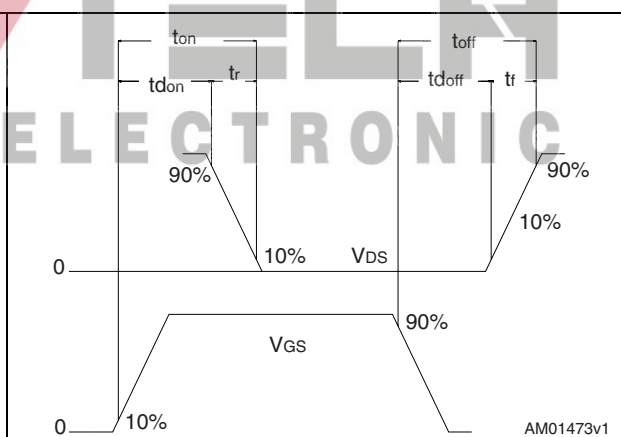 ton
toff
tdon
tr
tdoff
tf
ELECTRONIC
90%
90%
10%
10%
VDS
0
90%
VGS
10%
0
AM01473v1